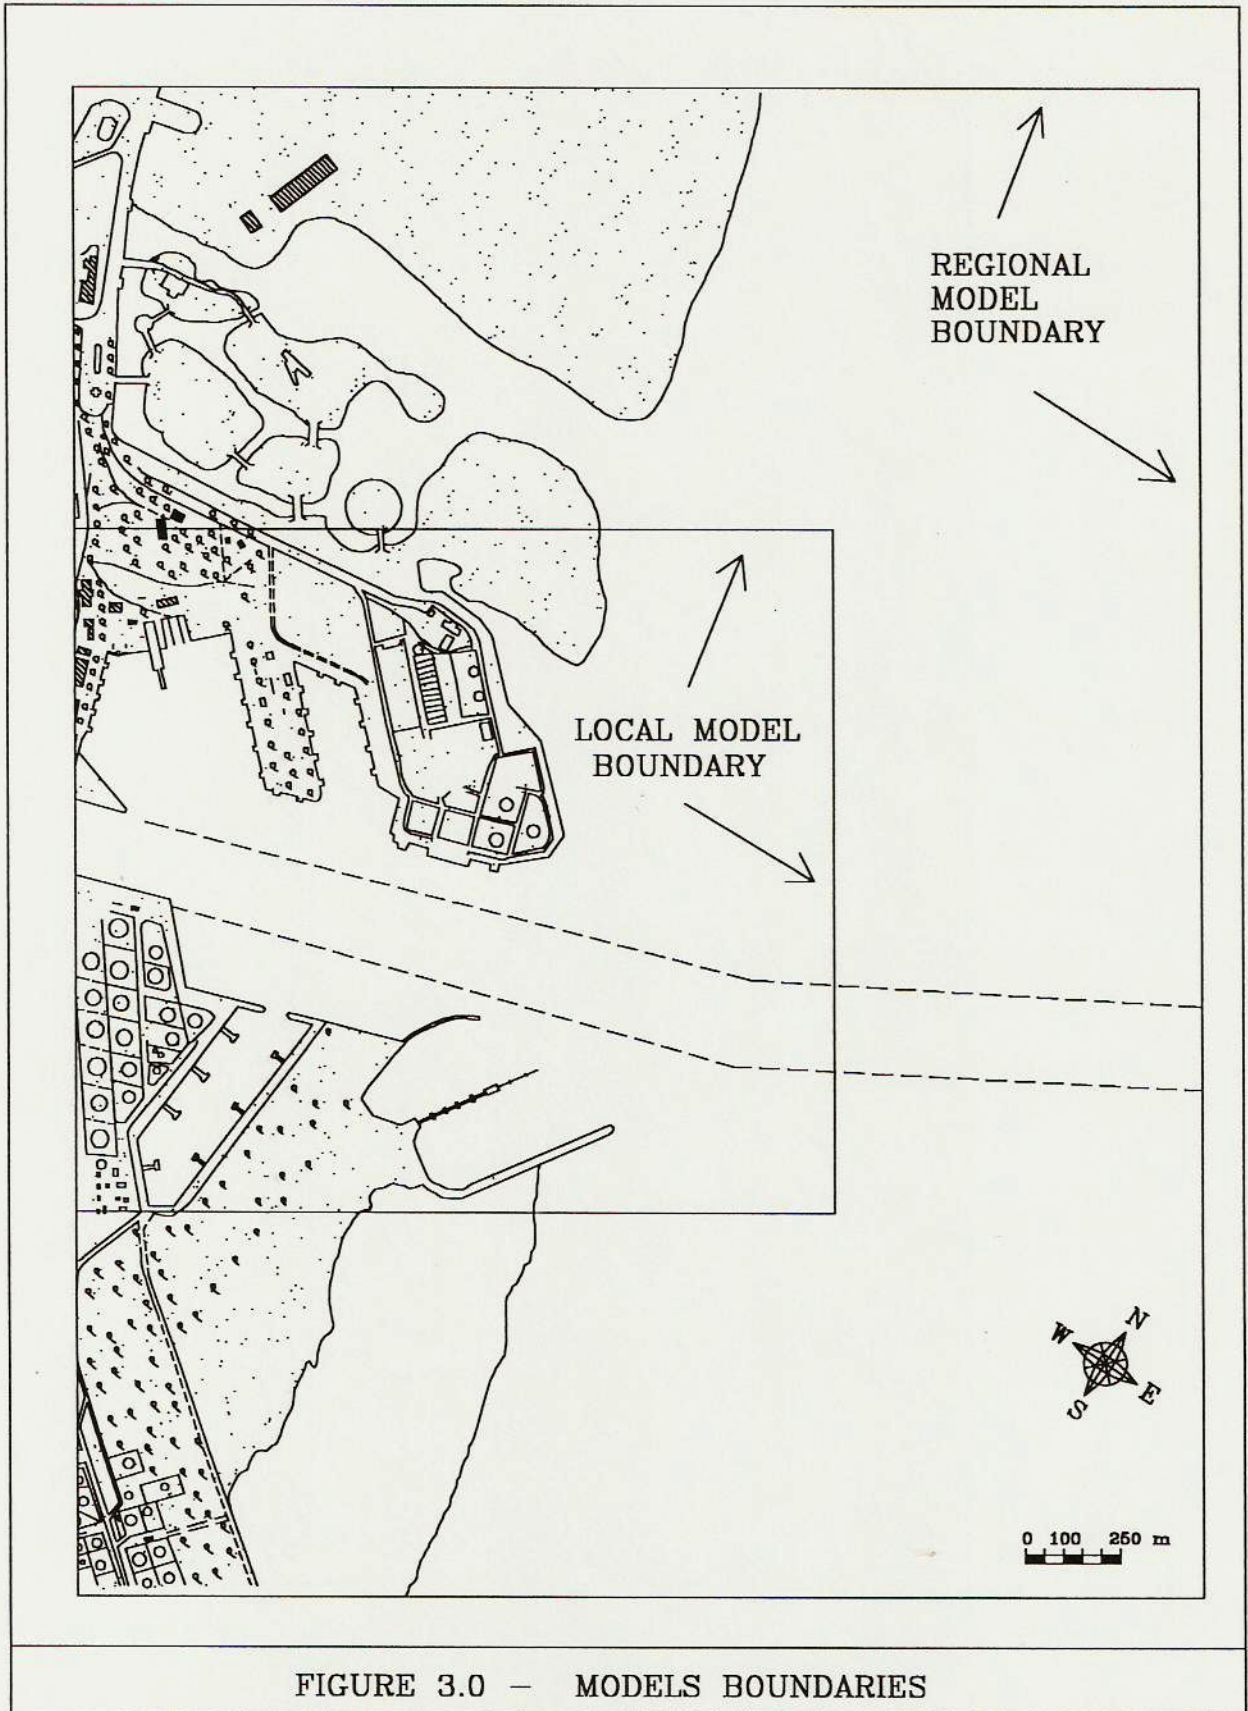 REGIONAL
MODEL
BOUNDARY
LOCAL MODEL
BOUNDARY
N
W
E
S
0 100 250 m
FIGURE 3.0 — MODELS BOUNDARIES